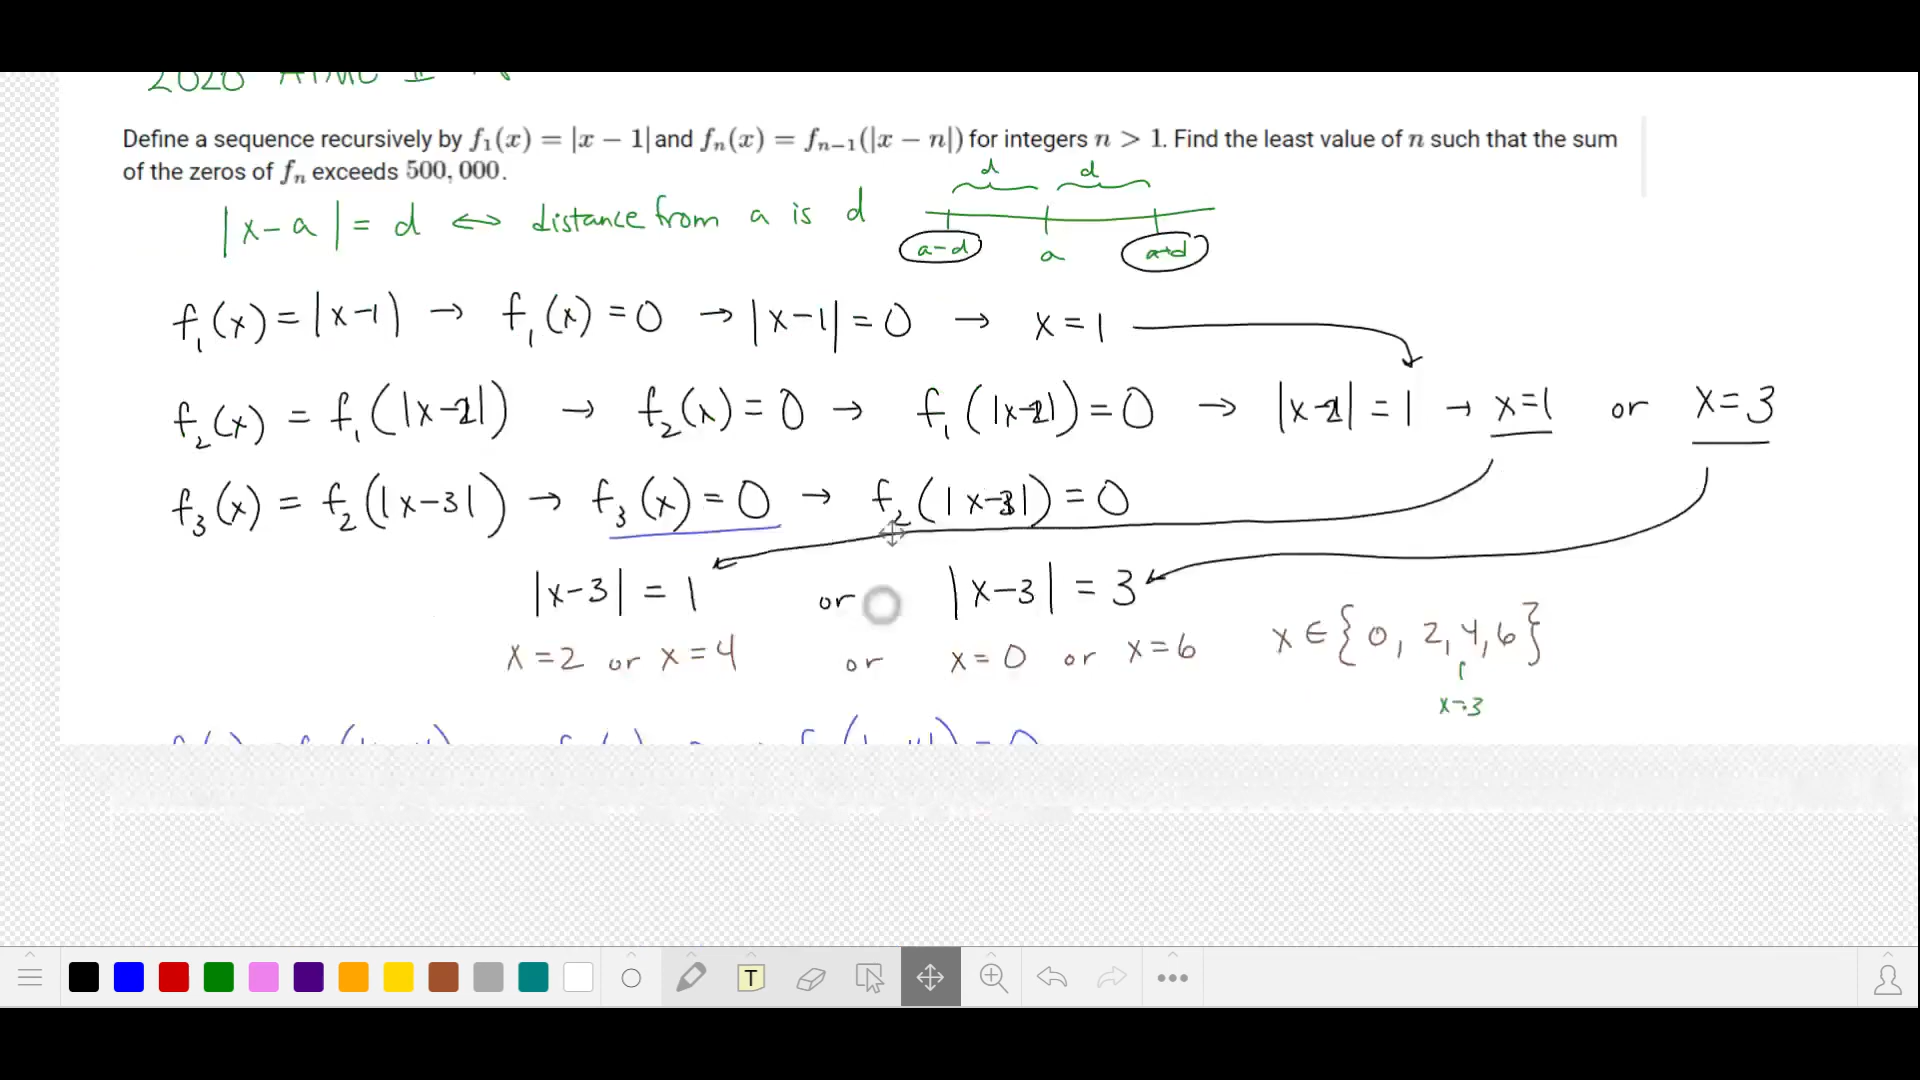 2020 AIME II
Define a sequence recursively by f₁(x) = |x − 1| and fₙ(x) = fₙ₋₁(|x − n|) for integers n > 1. Find the least value of n such that the sum
of the zeros of fₙ exceeds 500, 000.
d d
|x-a| = d ⟺ distance from a is d
a-d a a+d
f₁(x) = |x-1| → f₁(x) = 0 → |x-1| = 0 → x = 1
f₂(x) = f₁(|x-2|) → f₂(x) = 0 → f₁(|x-2|) = 0 → |x-2| = 1 → x=1 or x=3
f₃(x) = f₂(|x-3|) → f₃(x) = 0 → f₂(|x-3|) = 0
|x-3| = 1 or |x-3| = 3
x = 2 or x = 4 or x = 0 or x = 6 x ∈ {0, 2, 4, 6}
x=3
T